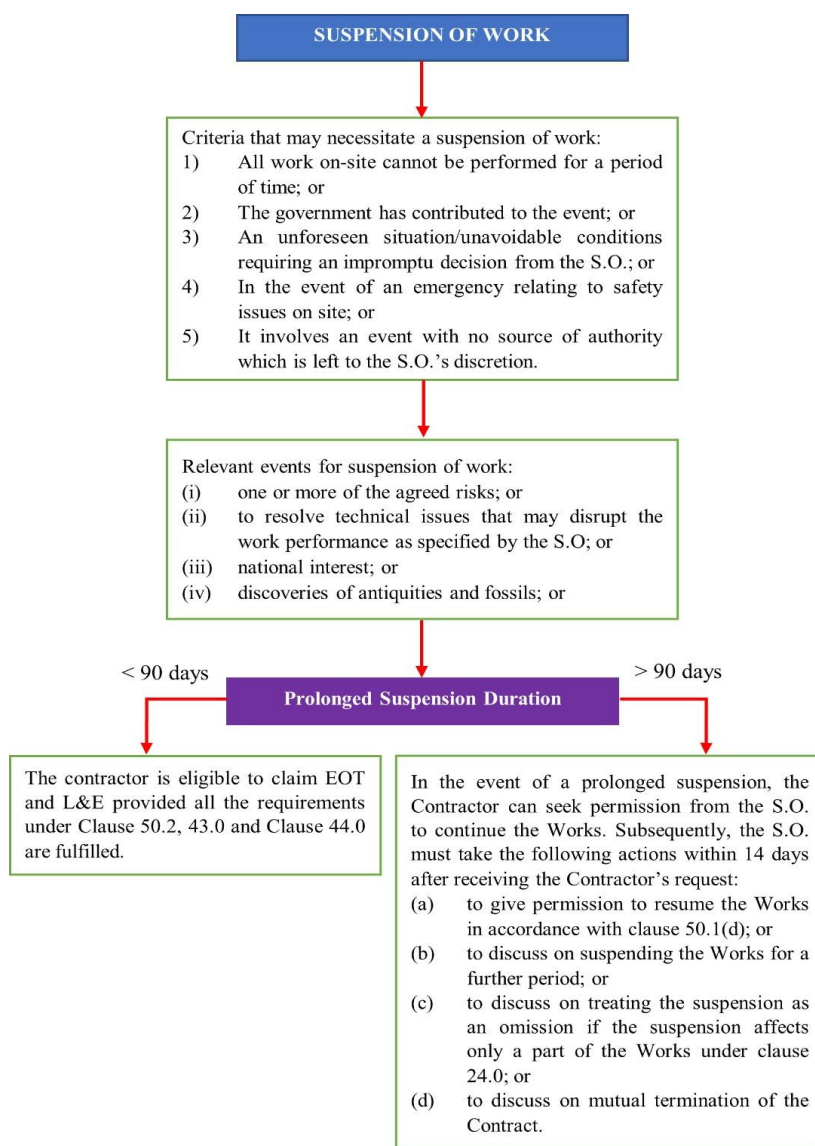 SUSPENSION OF WORK
Criteria that may necessitate a suspension of work:
1) All work on-site cannot be performed for a period
of time; or
2) The government has contributed to the event; or
3) An unforeseen situation/unavoidable conditions
requiring an impromptu decision from the S.O.; or
4) In the event of an emergency relating to safety
issues on site; or
5) It involves an event with no source of authority
which is left to the S.O.'s discretion.
Relevant events for suspension of work:
(i) one or more of the agreed risks; or
(ii) to resolve technical issues that may disrupt the
work performance as specified by the S.O; or
(iii) national interest; or
(iv) discoveries of antiquities and fossils; or
< 90 days
> 90 days
Prolonged Suspension Duration
The contractor is eligible to claim EOT
and L&E provided all the requirements
under Clause 50.2, 43.0 and Clause 44.0
are fulfilled.
In the event of a prolonged suspension, the
Contractor can seek permission from the S.O.
to continue the Works. Subsequently, the S.O.
must take the following actions within 14 days
after receiving the Contractor's request:
(a) to give permission to resume the Works
in accordance with clause 50.1(d); or
(b) to discuss on suspending the Works for a
further period; or
(c) to discuss on treating the suspension as
an omission if the suspension affects
only a part of the Works under clause
24.0; or
(d) to discuss on mutual termination of the
Contract.